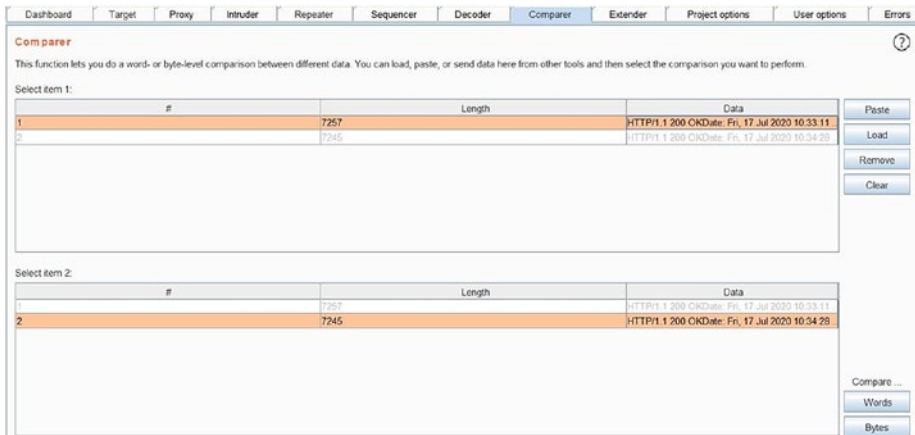 Dashboard Target Proxy Intruder Repeater Sequencer Decoder Comparer Extender Project options User options Errors
Comparer
?
This function lets you do a word- or byte-level comparison between different data. You can load, paste, or send data here from other tools and then select the comparison you want to perform.
Select item 1:
# Length Data
Paste
1 7257 HTTP/1.1 200 OKDate: Fri, 17 Jul 2020 10:33:11 ...
2 7245 HTTP/1.1 200 OKDate: Fri, 17 Jul 2020 10:34:28 ...
Load
Remove
Clear
Select item 2:
# Length Data
1 7257 HTTP/1.1 200 OKDate: Fri, 17 Jul 2020 10:33:11 ...
2 7245 HTTP/1.1 200 OKDate: Fri, 17 Jul 2020 10:34:28 ...
Compare ...
Words
Bytes